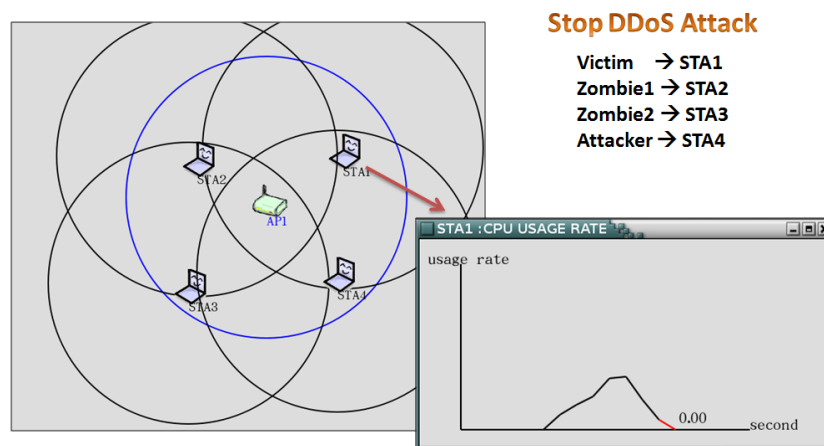 Stop DDoS Attack
Victim → STA1
Zombie1 → STA2
Zombie2 → STA3
Attacker → STA4
STA2
STA1
AP1
STA3
STA4
STA1 :CPU USAGE RATE
usage rate
0.00
second